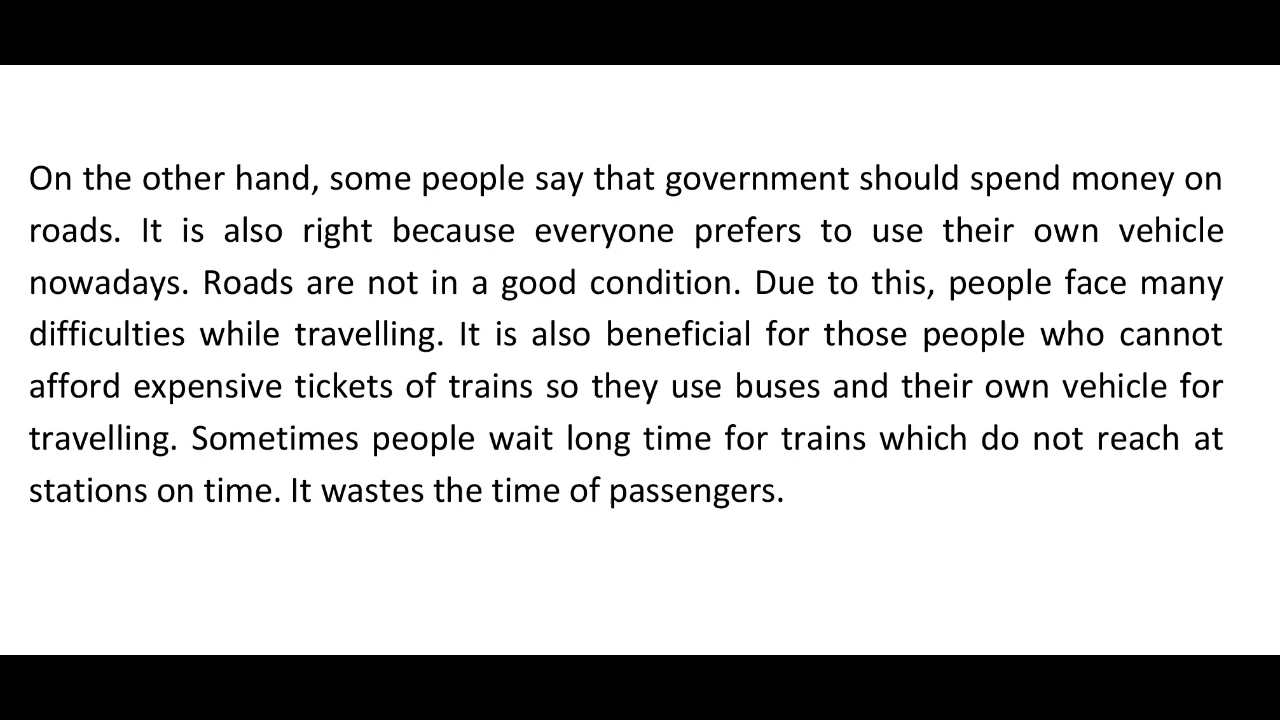 On the other hand, some people say that government should spend money on
roads. It is also right because everyone prefers to use their own vehicle
nowadays. Roads are not in a good condition. Due to this, people face many
difficulties while travelling. It is also beneficial for those people who cannot
afford expensive tickets of trains so they use buses and their own vehicle for
travelling. Sometimes people wait long time for trains which do not reach at
stations on time. It wastes the time of passengers.